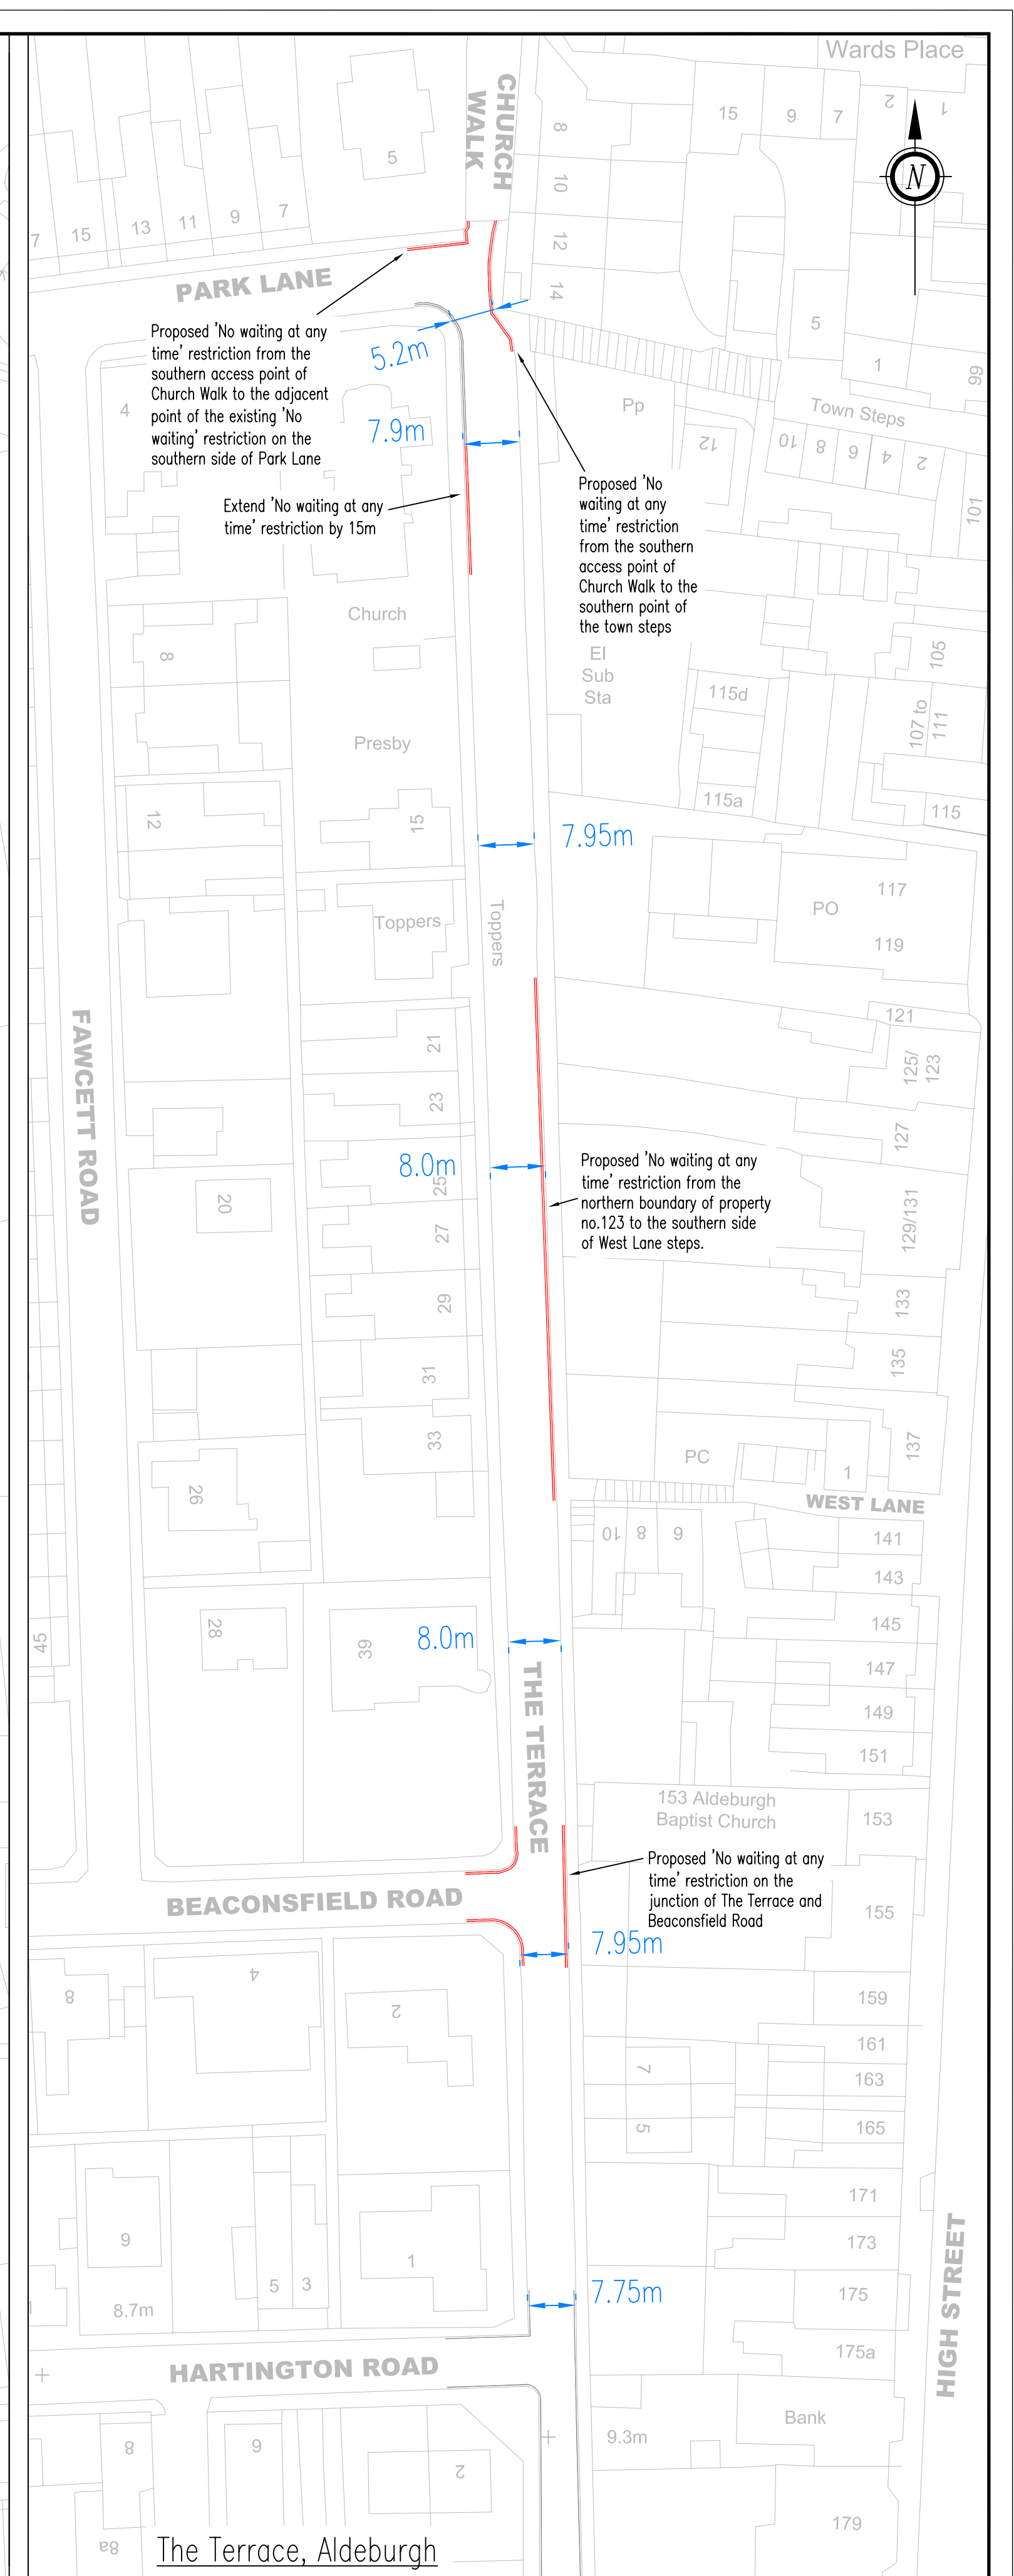 Wards Place
CHURCH
WALK
5
15
9
7
2
1
N
8
10
12
14
7
15
13
11
9
7
PARK LANE
5
1
99
Proposed 'No waiting at any
time' restriction from the
southern access point of
Church Walk to the adjacent
point of the existing 'No
waiting' restriction on the
southern side of Park Lane
5.2m
4
7.9m
Pp
Town Steps
12
10
8
6
4
2
101
Extend 'No waiting at any
time' restriction by 15m
Proposed 'No
waiting at any
time' restriction
from the southern
access point of
Church Walk to the
southern point of
the town steps
Church
8
El
Sub
Sta
105
115d
107 to
111
Presby
115a
115
12
15
7.95m
117
PO
119
Toppers
Toppers
121
125/
123
FAWCETT ROAD
21
23
127
8.0m
25
Proposed 'No waiting at any
time' restriction from the
northern boundary of property
no.123 to the southern side
of West Lane steps.
20
27
129/131
29
133
31
135
33
137
PC
1
26
WEST LANE
10
8
6
141
143
145
45
28
39
8.0m
147
THE TERRACE
149
151
153 Aldeburgh
Baptist Church
153
Proposed 'No waiting at any
time' restriction on the
junction of The Terrace and
Beaconsfield Road
BEACONSFIELD ROAD
155
7.95m
8
4
2
159
161
7
163
5
165
171
9
1
173
5
3
8.7m
7.75m
175
HIGH STREET
175a
HARTINGTON ROAD
Bank
9.3m
8
9
2
179
8a
The Terrace, Aldeburgh